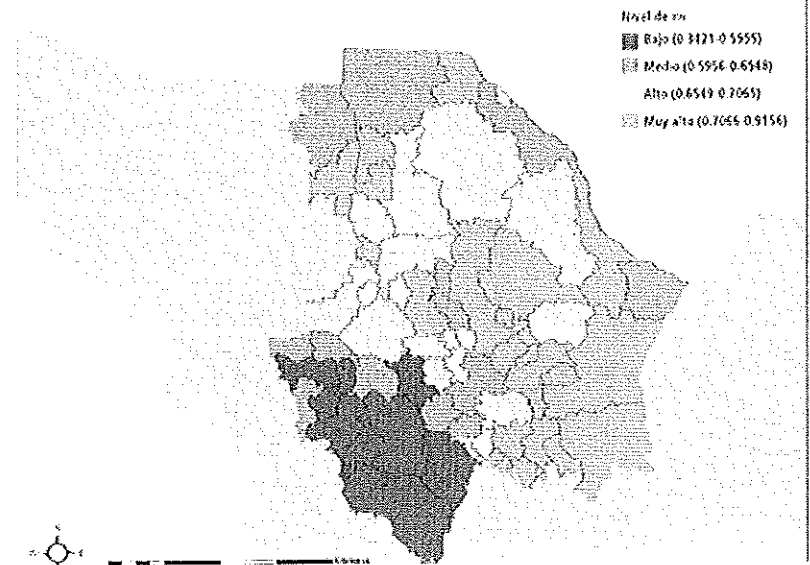 Nivel de
Bajo (0.3421-0.5955)
Medio (0.5956-0.6548)
Alto (0.6549-0.7065)
Muy alto (0.7066-0.9156)